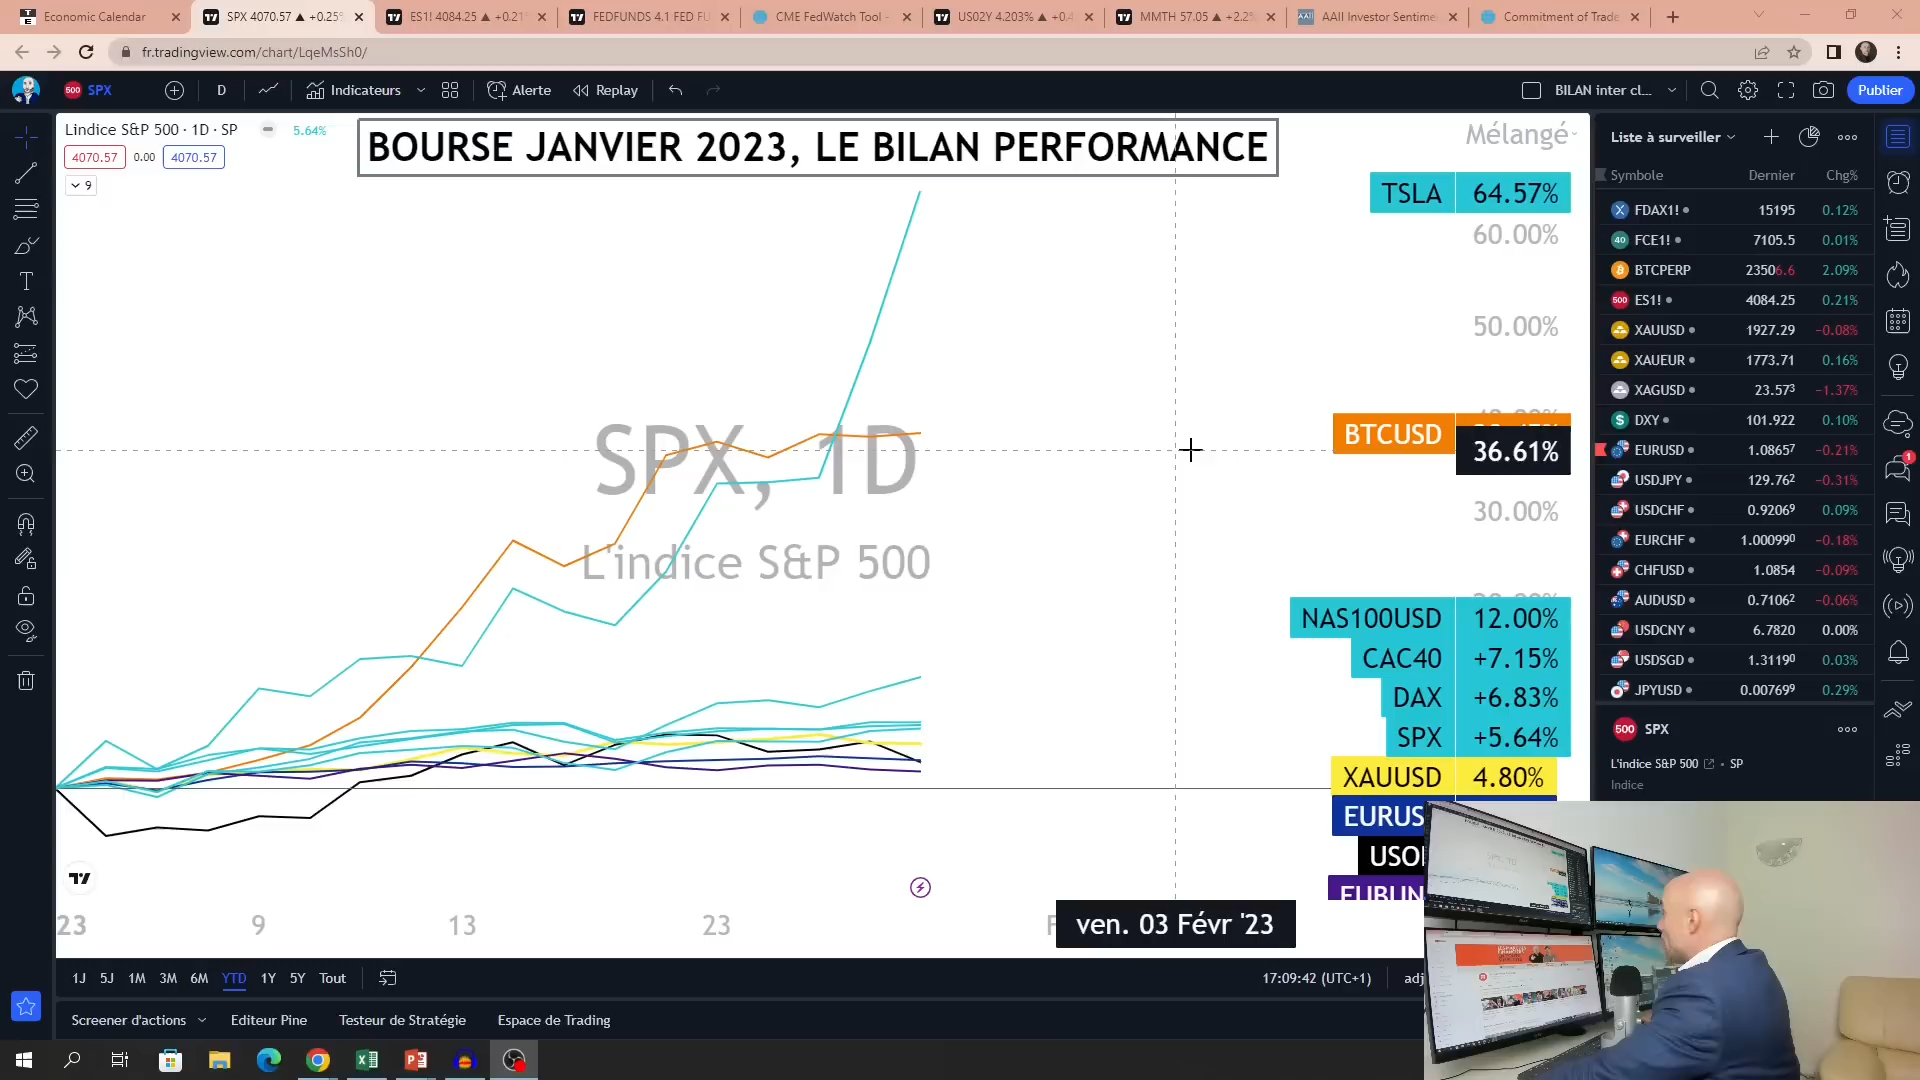 Economic Calendar
SPX 4070.57 ▲ +0.25%
ES1! 4084.25 ▲ +0.21
FEDFUNDS 4.1 FED FU
CME FedWatch Tool -
US02Y 4.203% ▲ +0.4
MMTH 57.05 ▲ +2.2
AAII Investor Sentime
Commitment of Trade
fr.tradingview.com/chart/LqeMsSh0/
500 SPX
D
Indicateurs
Alerte
Replay
BILAN inter cl...
Publier
Lindice S&P 500 · 1D · SP
5.64%
4070.57 0.00 4070.57
9
BOURSE JANVIER 2023, LE BILAN PERFORMANCE
Mélangé
TSLA 64.57%
60.00%
50.00%
BTCUSD
36.61%
30.00%
NAS100USD 12.00%
CAC40 +7.15%
DAX +6.83%
SPX +5.64%
XAUUSD 4.80%
EURUS
USOI
EUBUN
SPX, 1D
L'indice S&P 500
23 9 13 23
ven. 03 Févr '23
1J 5J 1M 3M 6M YTD 1Y 5Y Tout
17:09:42 (UTC+1)
adj
Screener d'actions
Editeur Pine
Testeur de Stratégie
Espace de Trading
Liste à surveiller
Symbole Dernier Chg%
FDAX1! 15195 0.12%
40 FCE1! 7105.5 0.01%
BTCPERP 23506.6 2.09%
500 ES1! 4084.25 0.21%
XAUUSD 1927.29 −0.08%
XAUEUR 1773.71 0.16%
XAGUSD 23.573 −1.37%
DXY 101.922 0.10%
EURUSD 1.08657 −0.21%
USDJPY 129.762 −0.31%
USDCHF 0.92069 0.09%
EURCHF 1.000990 −0.18%
CHFUSD 1.0854 −0.09%
AUDUSD 0.71062 −0.06%
USDCNY 6.7820 0.00%
USDSGD 1.31190 0.03%
JPYUSD 0.007699 0.29%
500 SPX
L'indice S&P 500 • SP
Indice
1